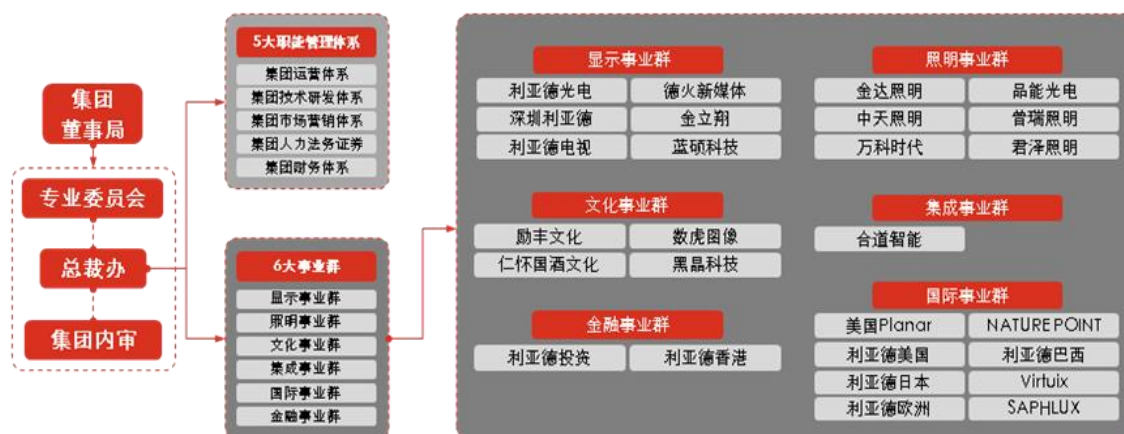 集团
董事局
专业委员会
总裁办
集团内审
5大职能管理体系
集团运营体系
集团技术研发体系
集团市场营销体系
集团人力法务证券
集团财务体系
6大事业群
显示事业群
照明事业群
文化事业群
集成事业群
国际事业群
金融事业群
显示事业群
利亚德光电 德火新媒体
深圳利亚德 金立翔
利亚德电视 蓝硕科技
照明事业群
金达照明 品能光电
中天照明 普瑞照明
万科时代 君泽照明
文化事业群
励丰文化 数虎图像
仁怀国酒文化 黑晶科技
集成事业群
合道智能
金融事业群
利亚德投资 利亚德香港
国际事业群
美国Planar NATURE POINT
利亚德美国 利亚德巴西
利亚德日本 Virtuix
利亚德欧洲 SAPHLUX